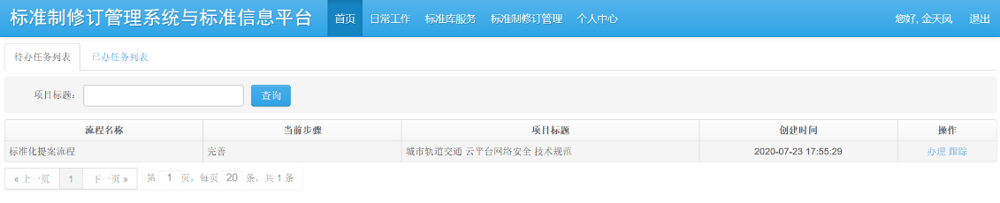 标准制修订管理系统与标准信息平台 首页 日常工作 标准库服务 标准制修订管理 个人中心 您好, 金天凤 退出
待办任务列表 已办任务列表
项目标题： 查询
流程名称 当前步骤 项目标题 创建时间 操作
标准化提案流程 完善 城市轨道交通 云平台网络安全 技术规范 2020-07-23 17:55:29 办理 跟踪
« 上一页 1 下一页 » 第 1 页，每页 20 条，共 1 条